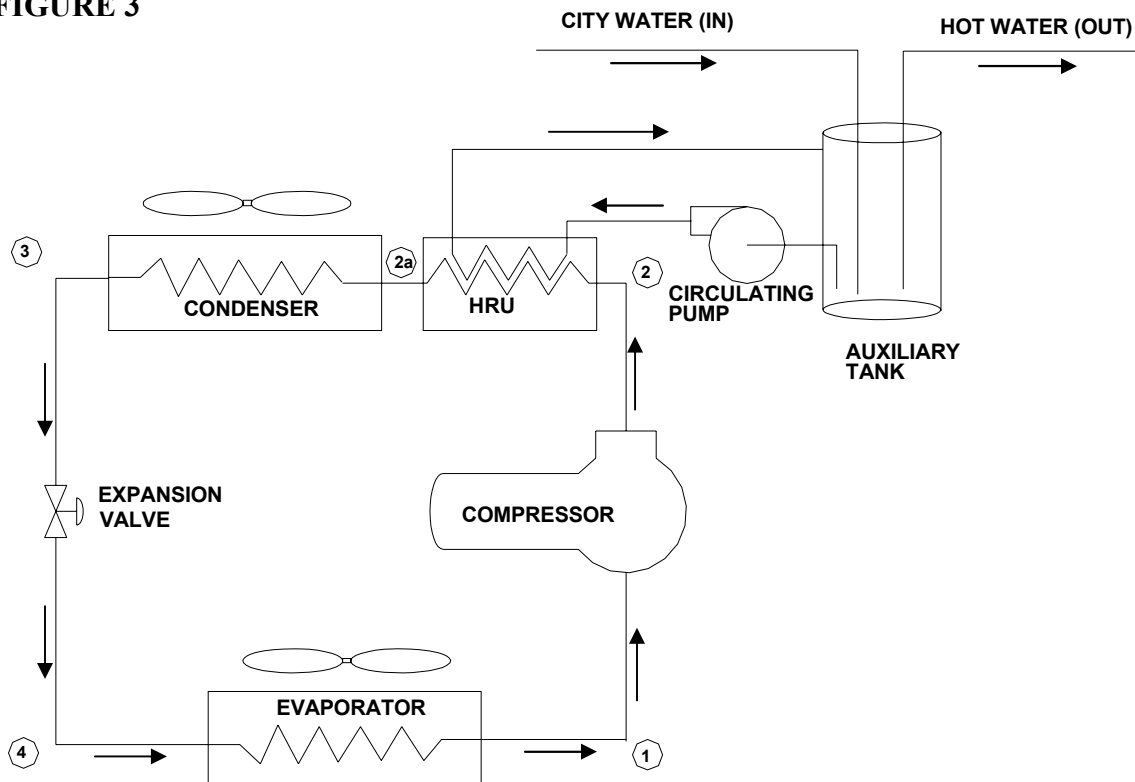 FIGURE 3
CITY WATER (IN)
HOT WATER (OUT)
3
2a
2
CONDENSER
HRU
CIRCULATING
PUMP
AUXILIARY
TANK
EXPANSION
VALVE
COMPRESSOR
EVAPORATOR
4
1